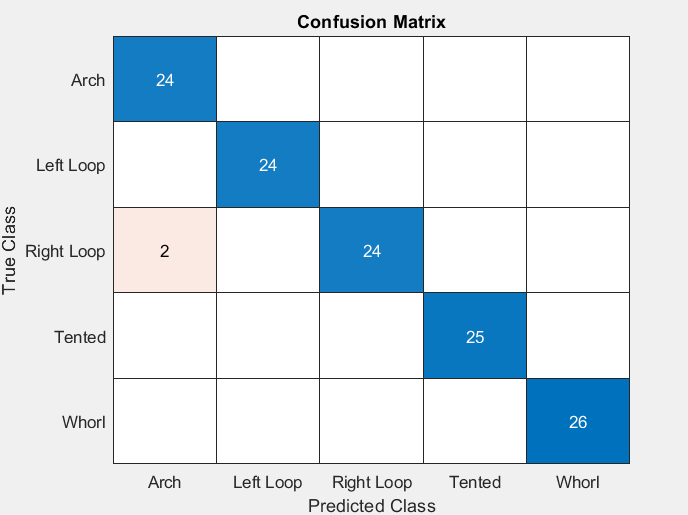 Confusion Matrix
Arch 24
Left Loop 24
Right Loop 2 24
Tented 25
Whorl 26
True Class
Arch Left Loop Right Loop Tented Whorl
Predicted Class